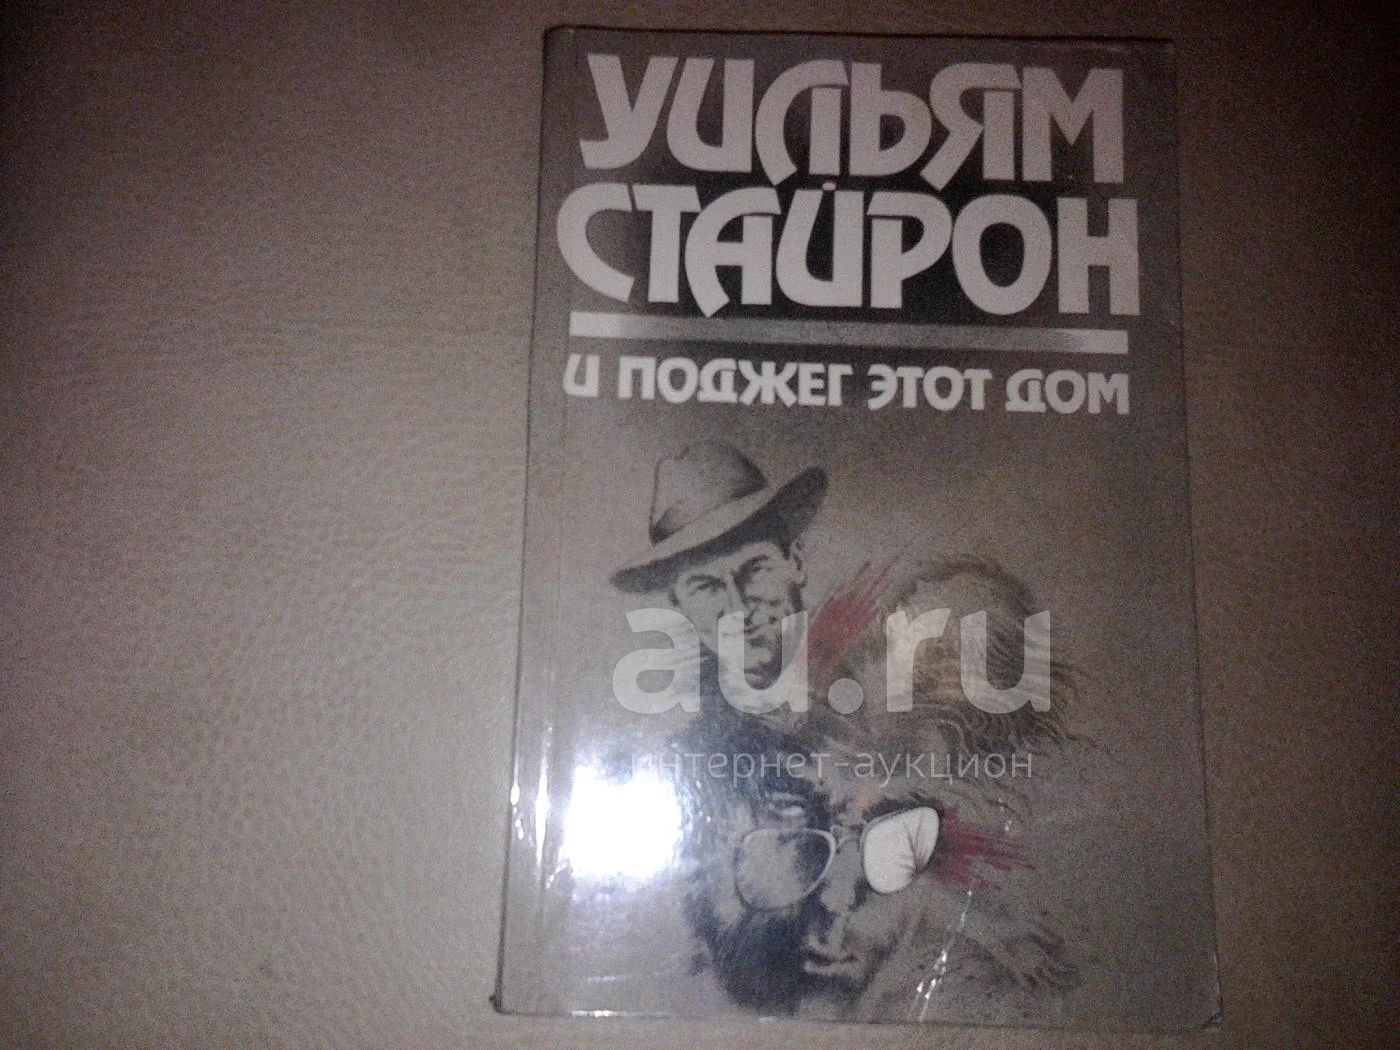 УИЛЬЯМ
СТАЙРОН
И ПОДЖЕГ ЭТОТ ДОМ
au.ru
интернет-аукцион